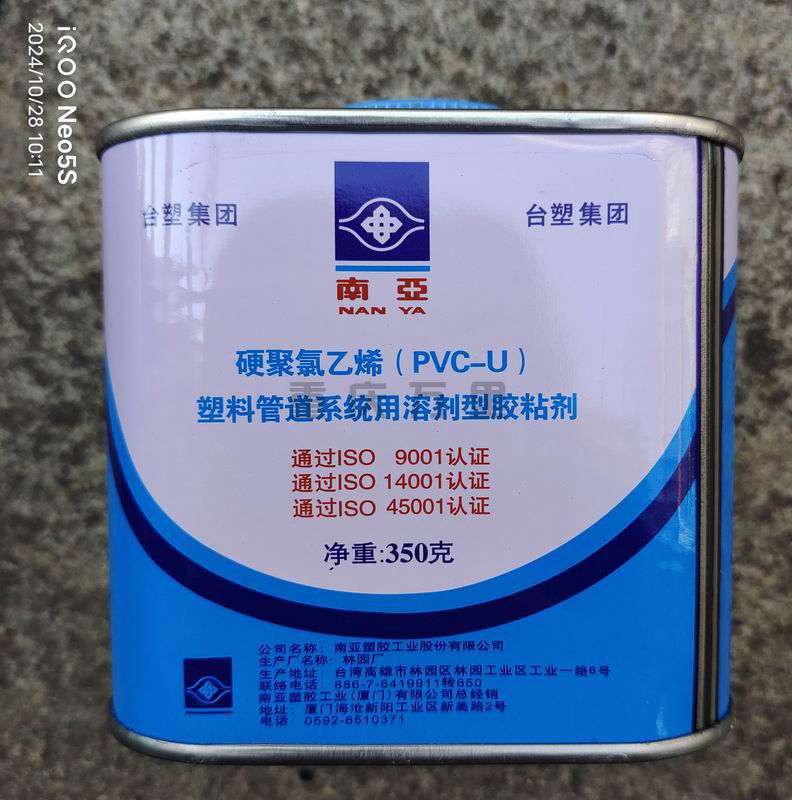 iQOO Neo5S
2024/10/28 10:11
台塑集团
台塑集团
南亞
NAN YA
硬聚氯乙烯（PVC-U）
塑料管道系统用溶剂型胶粘剂
通过ISO 9001认证
通过ISO 14001认证
通过ISO 45001认证
净重:350克
公司名称：南亚塑胶工业股份有限公司
生产厂名称：林园厂
生产地址：台湾高雄市林园区林园工业区工业一路6号
联络电话：886-7-6419911转650
南亚塑胶工业(厦门)有限公司总经销
地址：厦门海沧新阳工业区新美路2号
电话：0592-6510371